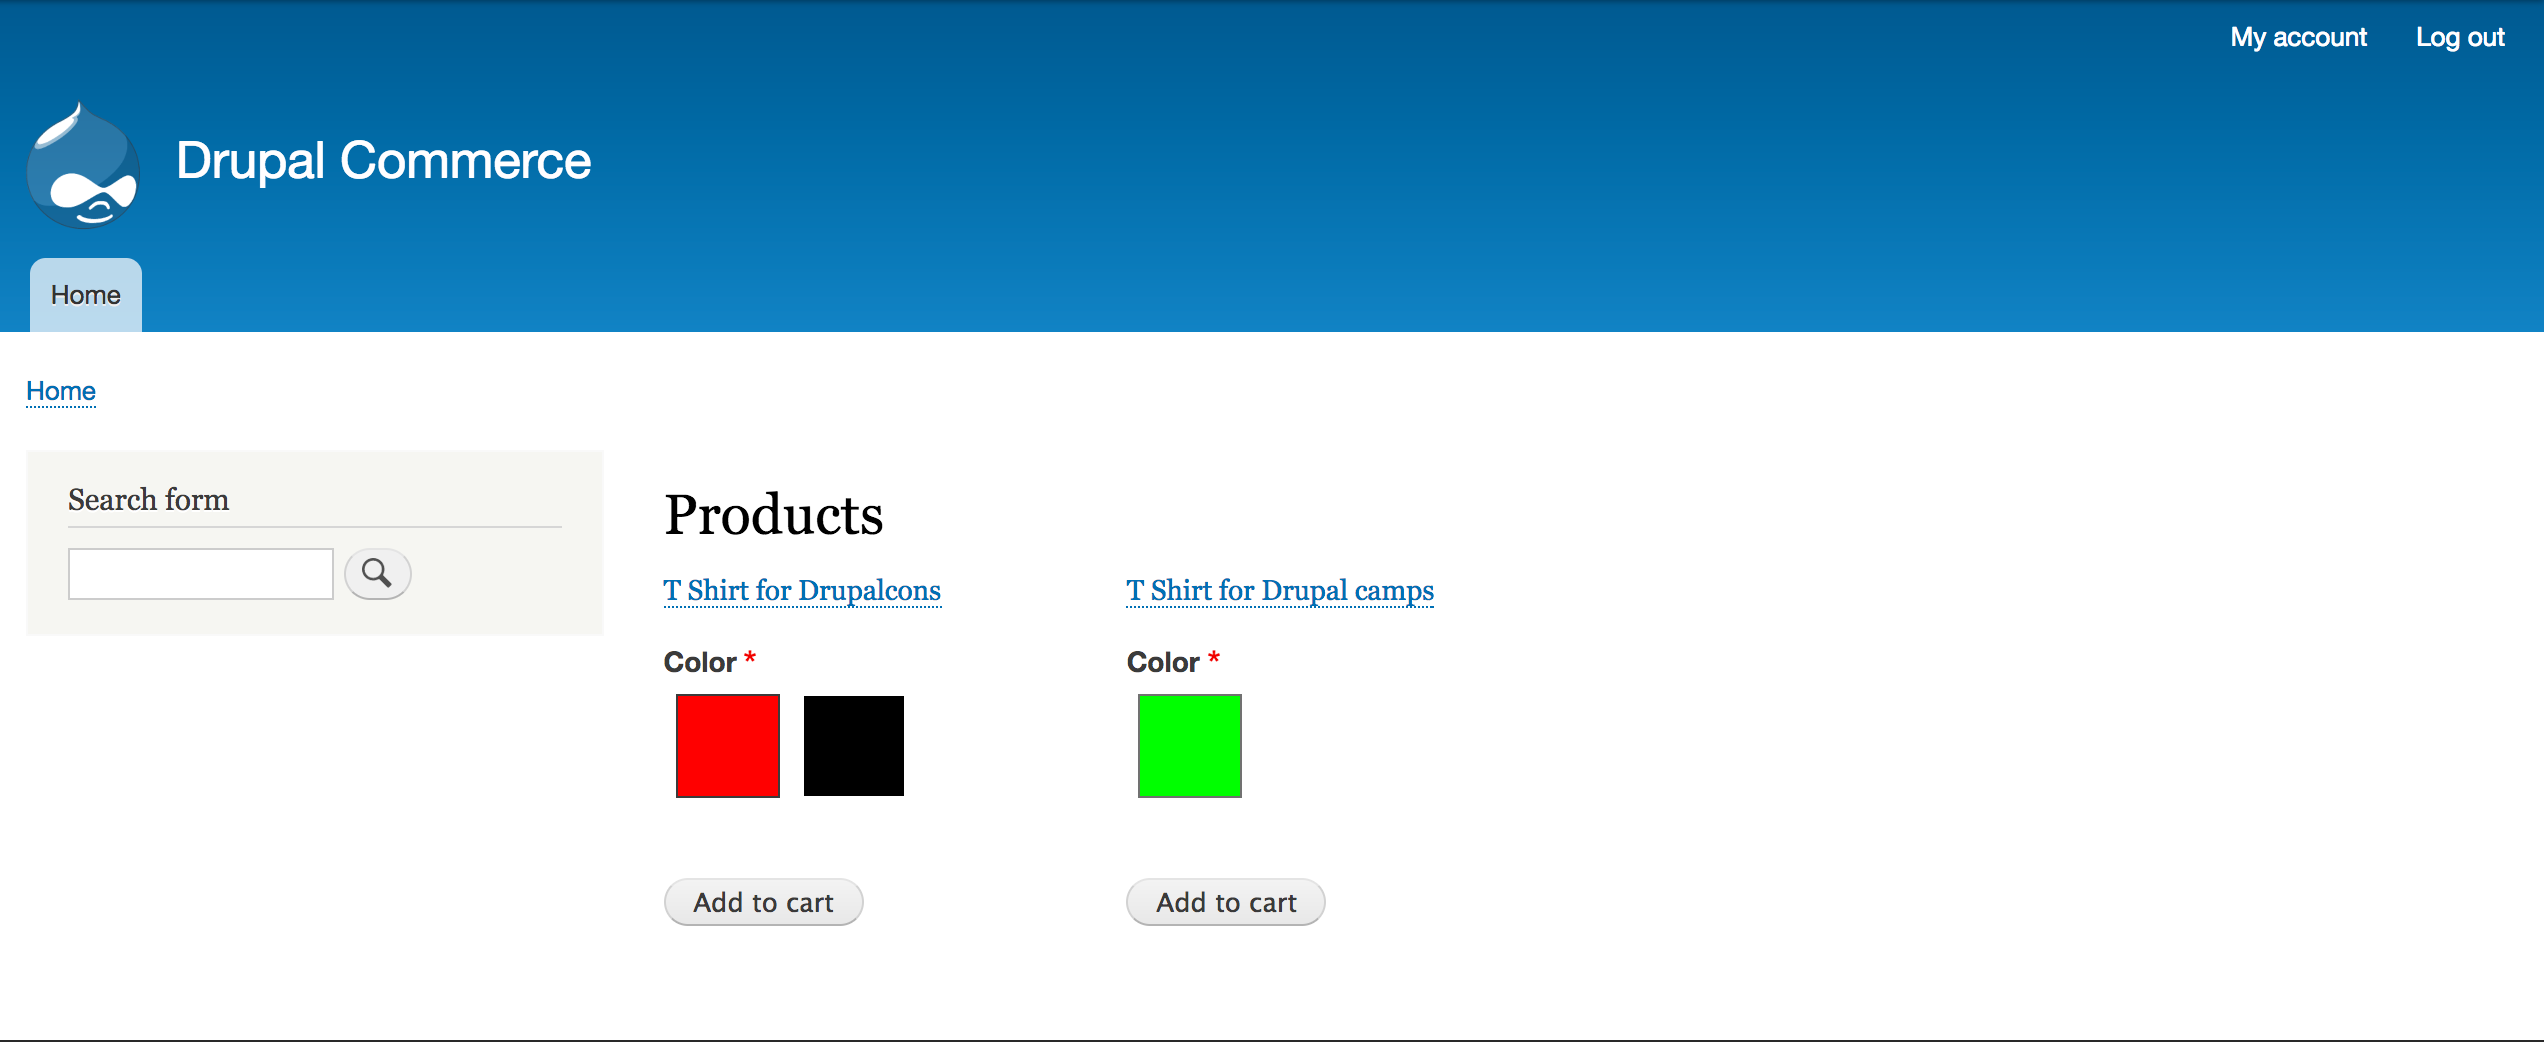 My account Log out
Drupal Commerce
Home
Home
Search form
Products
T Shirt for Drupalcons
Color *
Add to cart
T Shirt for Drupal camps
Color *
Add to cart